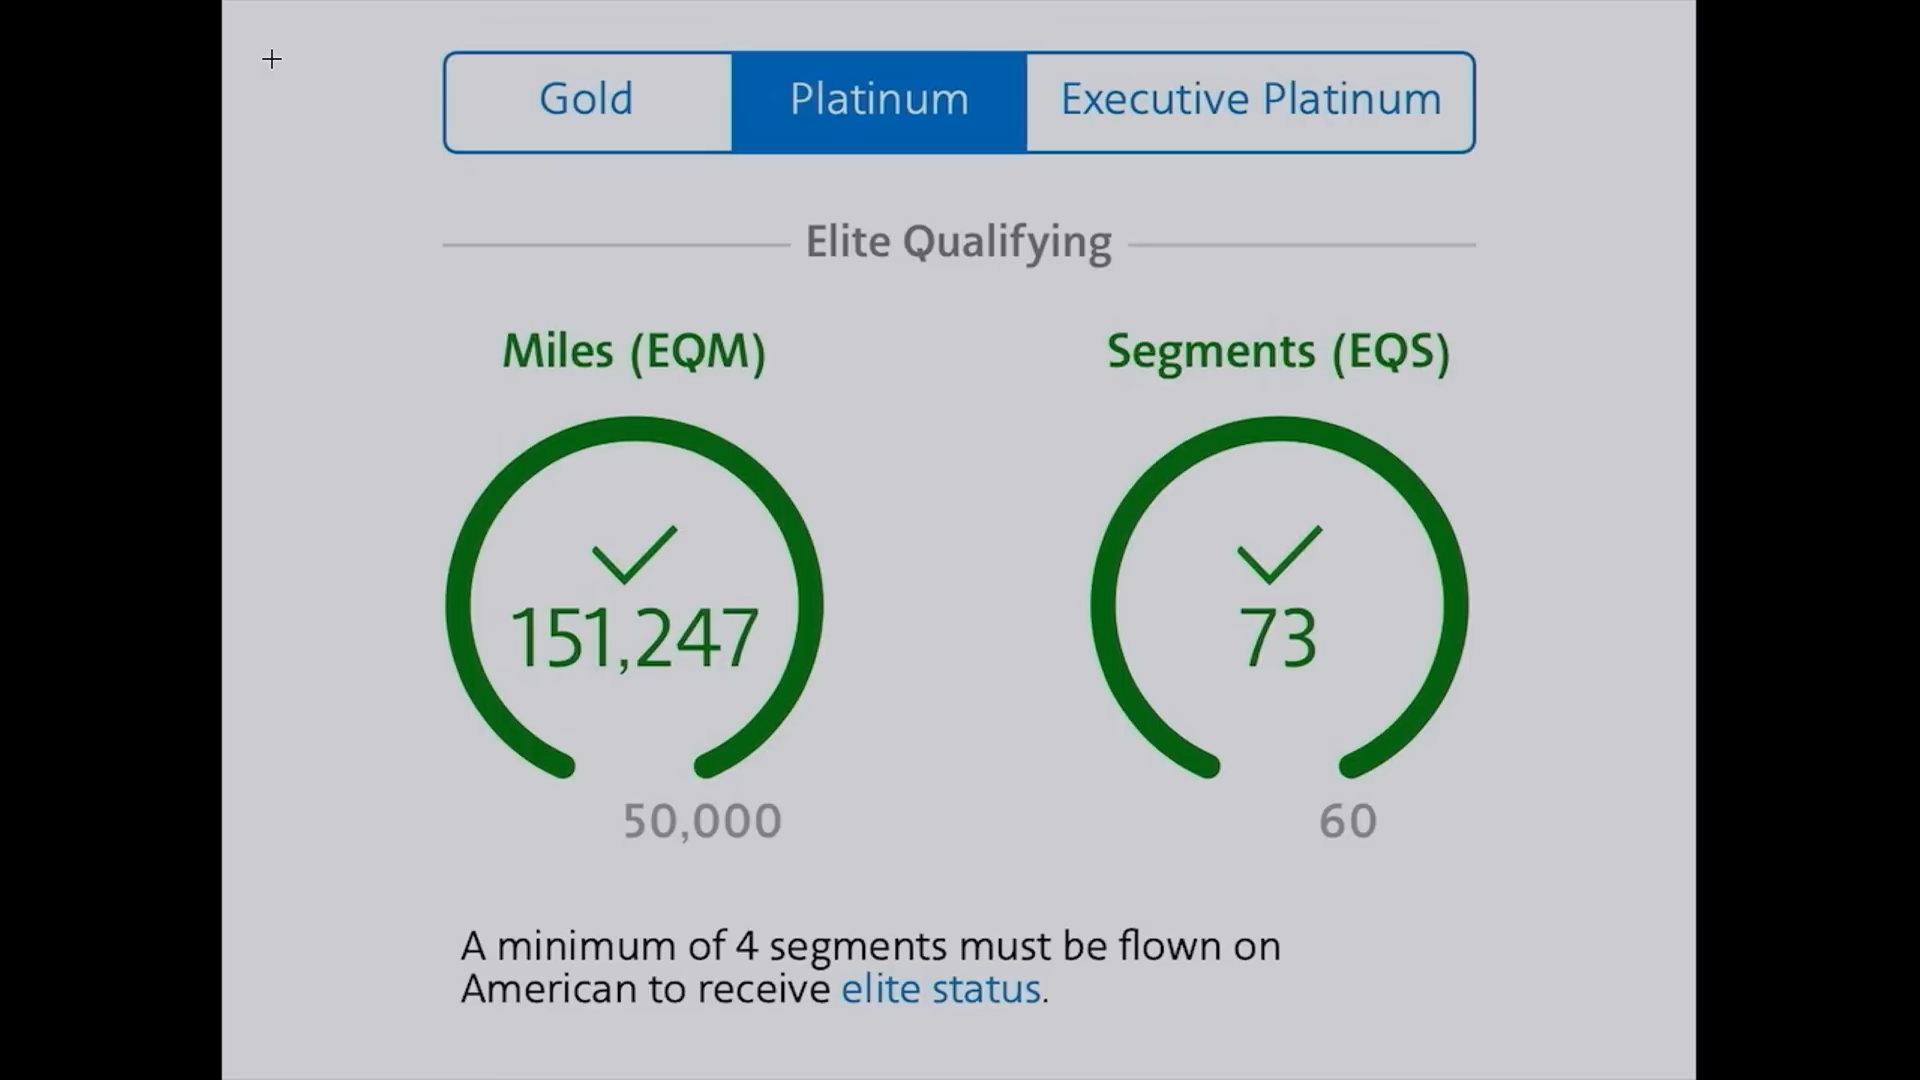 Gold Platinum Executive Platinum
Elite Qualifying
Miles (EQM) Segments (EQS)
151,247 73
50,000 60
A minimum of 4 segments must be flown on
American to receive elite status.